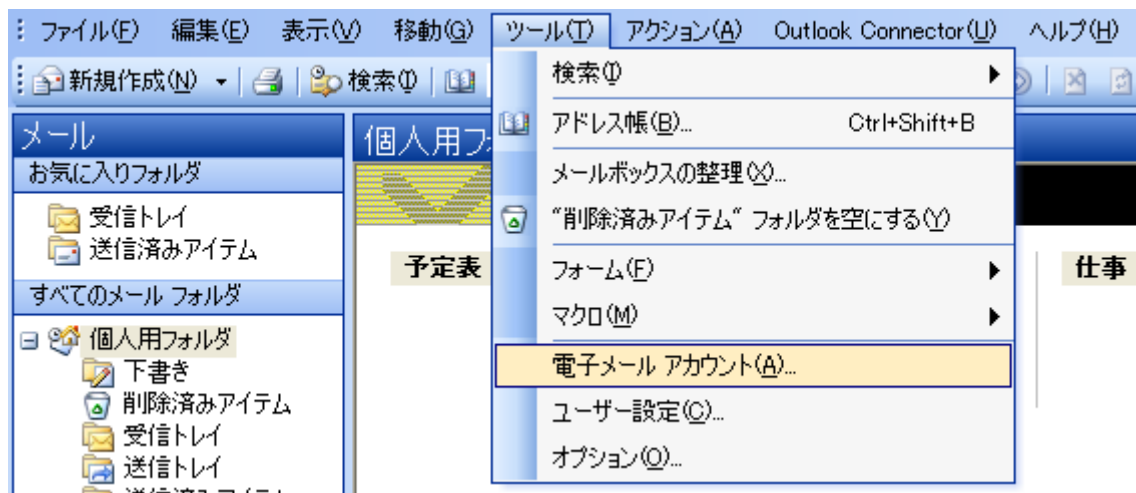 ファイル(F) 編集(E) 表示(V) 移動(G) ツール(T) アクション(A) Outlook Connector(U) ヘルプ(H)
新規作成(N) 検索(I)
メール
お気に入りフォルダ
受信トレイ
送信済みアイテム
すべてのメール フォルダ
個人用フォルダ
下書き
削除済みアイテム
受信トレイ
送信トレイ
送信済みアイテム
個人用フ
予定表
仕事
検索(I)
アドレス帳(B)... Ctrl+Shift+B
メールボックスの整理(X)...
"削除済みアイテム" フォルダを空にする(Y)
フォーム(F)
マクロ(M)
電子メール アカウント(A)...
ユーザー設定(C)...
オプション(O)...